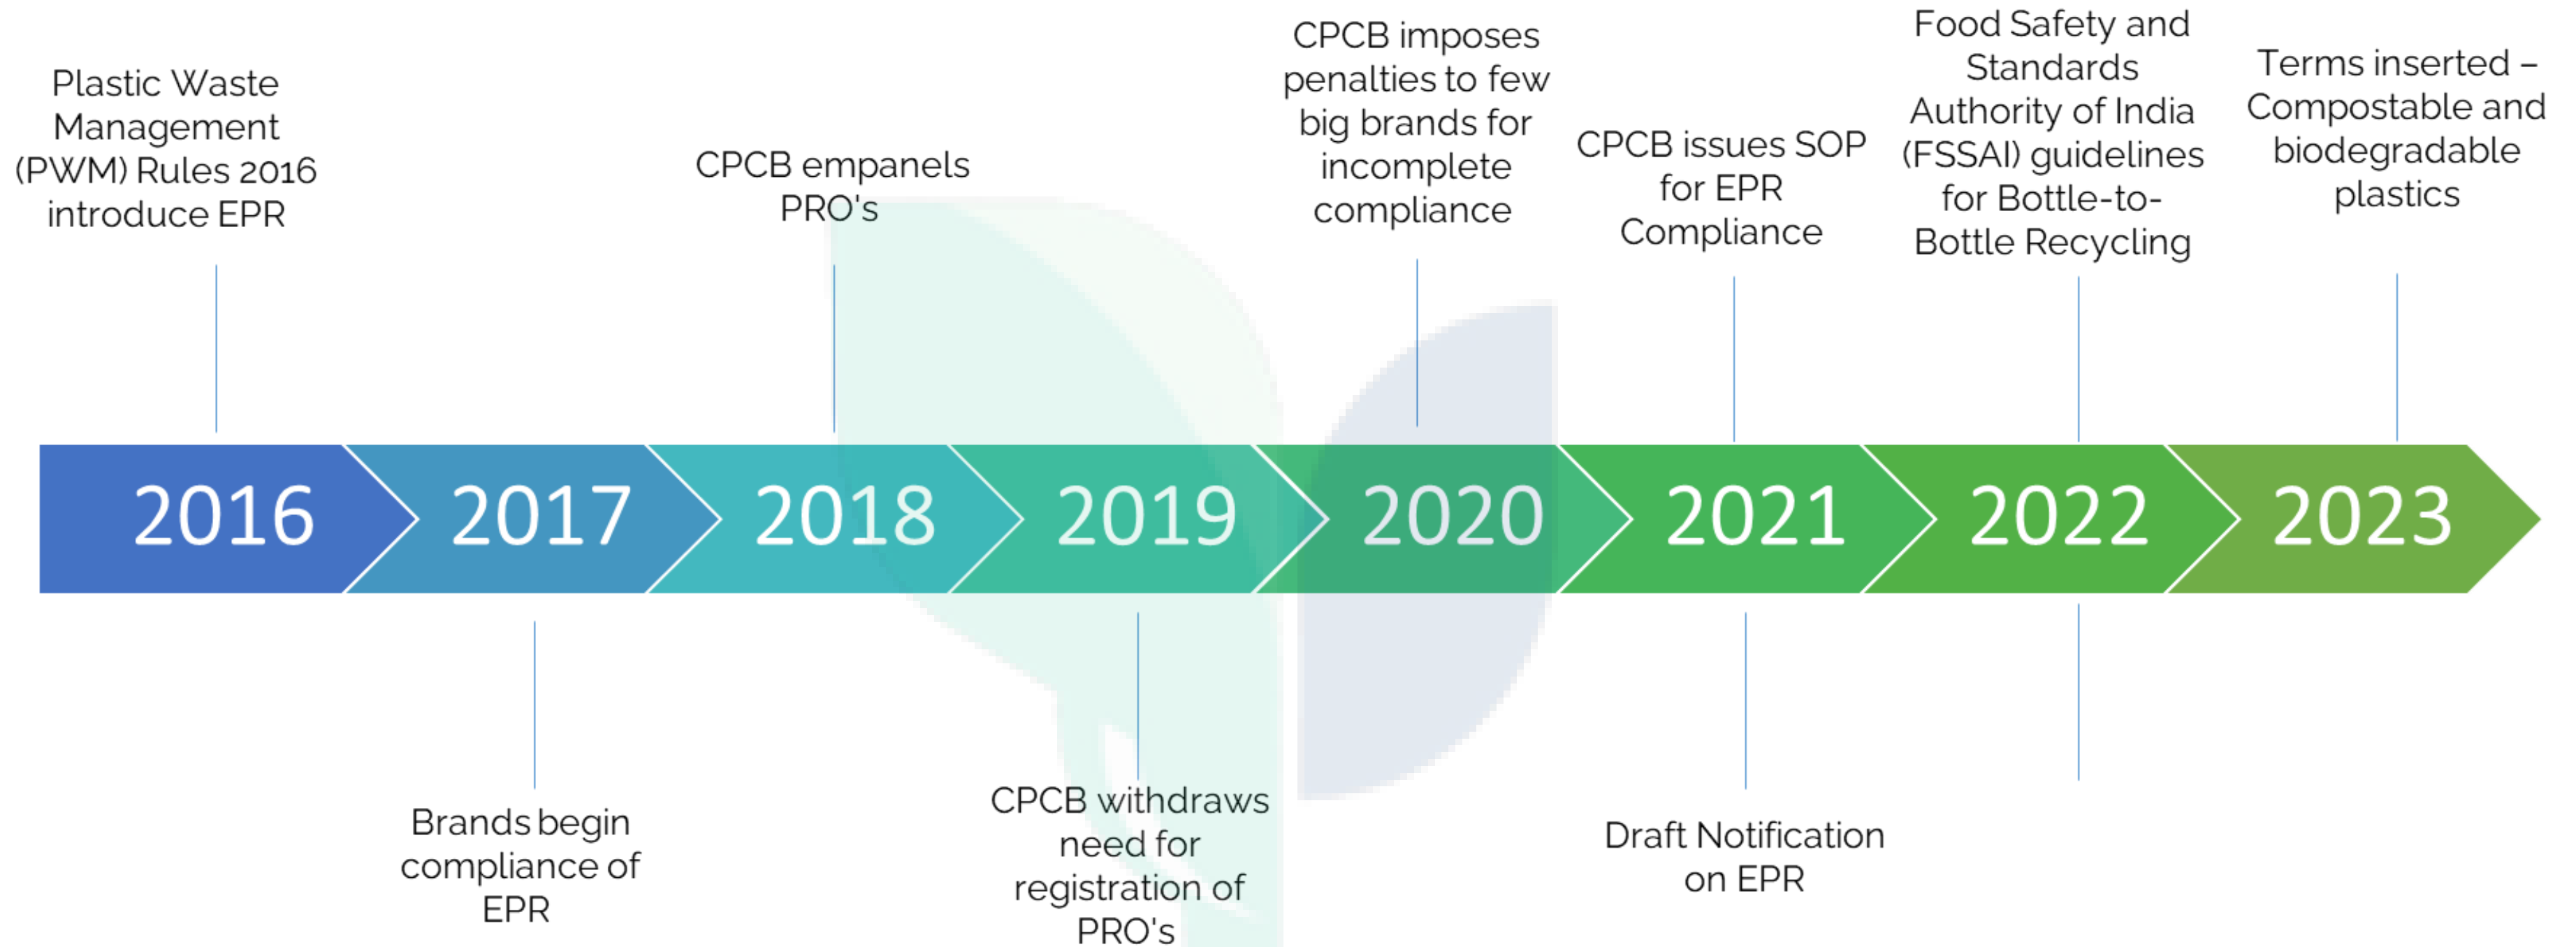 Plastic Waste
Management
(PWM) Rules 2016
introduce EPR
CPCB empanels
PRO's
CPCB imposes
penalties to few
big brands for
incomplete
compliance
CPCB issues SOP
for EPR
Compliance
Food Safety and
Standards
Authority of India
(FSSAI) guidelines
for Bottle-to-
Bottle Recycling
Terms inserted –
Compostable and
biodegradable
plastics
2016
2017
2018
2019
2020
2021
2022
2023
Brands begin
compliance of
EPR
CPCB withdraws
need for
registration of
PRO's
Draft Notification
on EPR